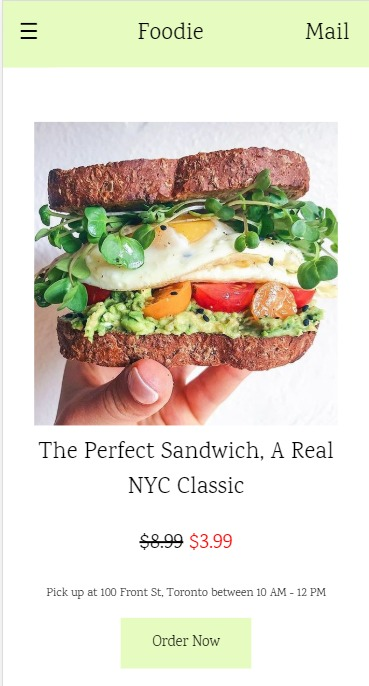 ☰ Foodie Mail
The Perfect Sandwich, A Real
NYC Classic
$8.99 $3.99
Pick up at 100 Front St, Toronto between 10 AM - 12 PM
Order Now